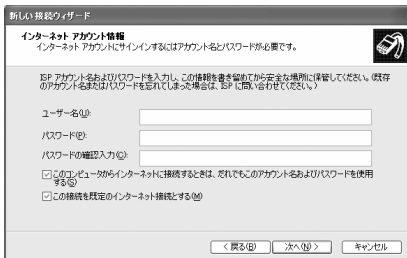 新しい接続ウィザード
インターネット アカウント情報
インターネット アカウントにサインインするにはアカウント名とパスワードが必要です。
ISP アカウント名およびパスワードを入力し、この情報を書き留めてから安全な場所に保管してください。(既存
のアカウント名またはパスワードを忘れてしまった場合は、ISP に問い合わせてください。)
ユーザー名(U):
パスワード(P):
パスワードの確認入力(C):
このコンピュータからインターネットに接続するときは、だれでもこのアカウント名およびパスワードを使用
する(S)
この接続を既定のインターネット接続とする(M)
< 戻る(B)
次へ(N) >
キャンセル